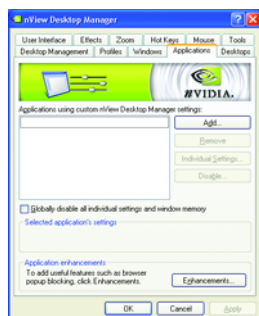 nView Desktop Manager
User Interface Effects Zoom Hot Keys Mouse Tools
Desktop Management Profiles Windows Applications Desktops
NVIDIA.
Applications using custom nView Desktop Manager settings:
Add...
Remove
Individual Settings...
Disable...
Globally disable all individual settings and window memory
Selected application's settings
Application enhancements
To add useful features such as browser
popup blocking, click Enhancements.
Enhancements...
OK Cancel Apply